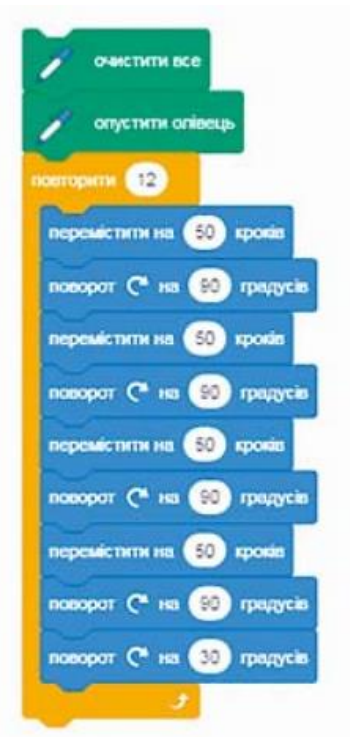 очистити все
опустити олівець
повторити 12
перемістити на 50 кроків
поворот на 90 градусів
перемістити на 50 кроків
поворот на 90 градусів
перемістити на 50 кроків
поворот на 90 градусів
перемістити на 50 кроків
поворот на 90 градусів
поворот на 30 градусів